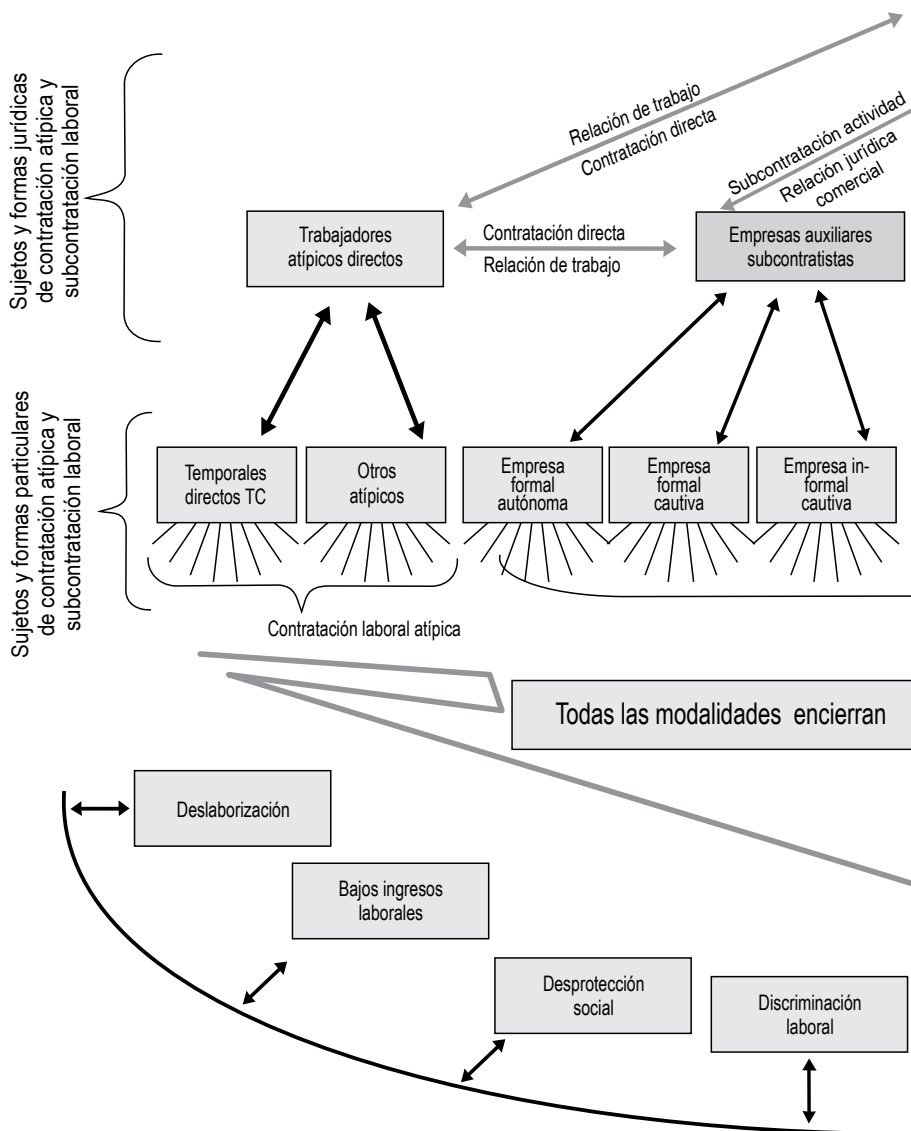 Sujetos y formas jurídicas
de contratación atípica y
subcontratación laboral
Relación de trabajo
Contratación directa
Subcontratación actividad
Relación jurídica
comercial
Trabajadores
atípicos directos
Contratación directa
Relación de trabajo
Empresas auxiliares
subcontratistas
Sujetos y formas particulares
de contratación atípica y
subcontratación laboral
Temporales
directos TC
Otros
atípicos
Empresa
formal
autónoma
Empresa
formal
cautiva
Empresa in-
formal
cautiva
Contratación laboral atípica
Todas las modalidades encierran
Deslaborización
Bajos ingresos
laborales
Desprotección
social
Discriminación
laboral